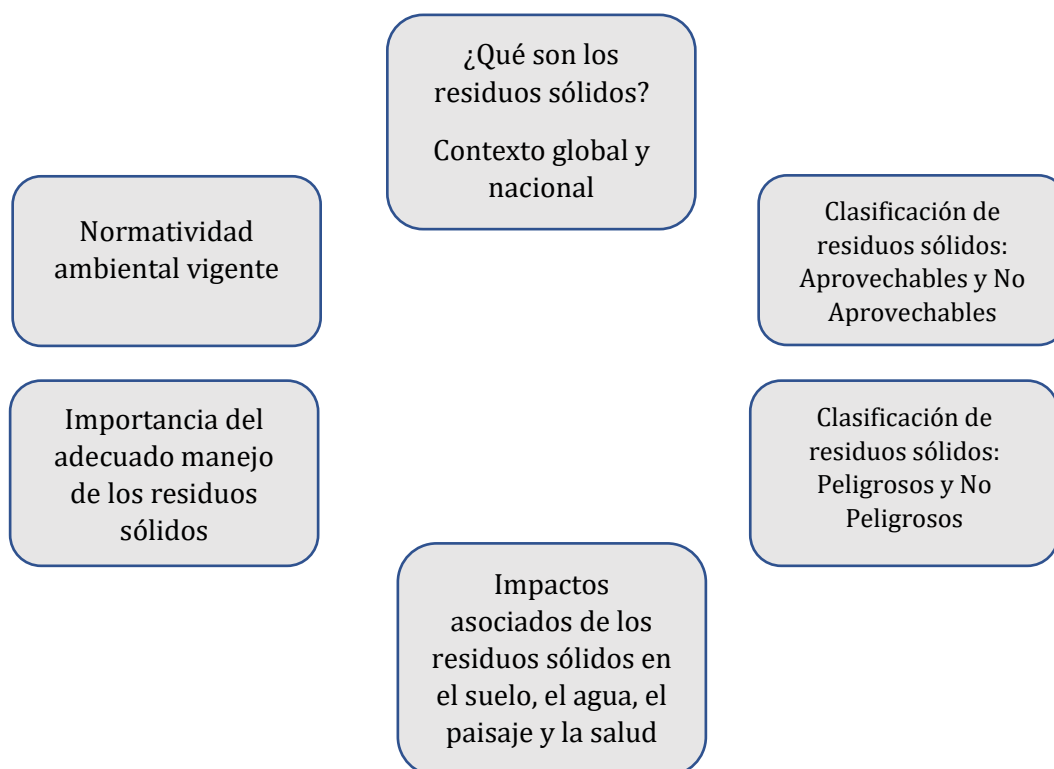 ¿Qué son los
residuos sólidos?
Contexto global y
nacional
Normatividad
ambiental vigente
Clasificación de
residuos sólidos:
Aprovechables y No
Aprovechables
Importancia del
adecuado manejo
de los residuos
sólidos
Clasificación de
residuos sólidos:
Peligrosos y No
Peligrosos
Impactos
asociados de los
residuos sólidos en
el suelo, el agua, el
paisaje y la salud